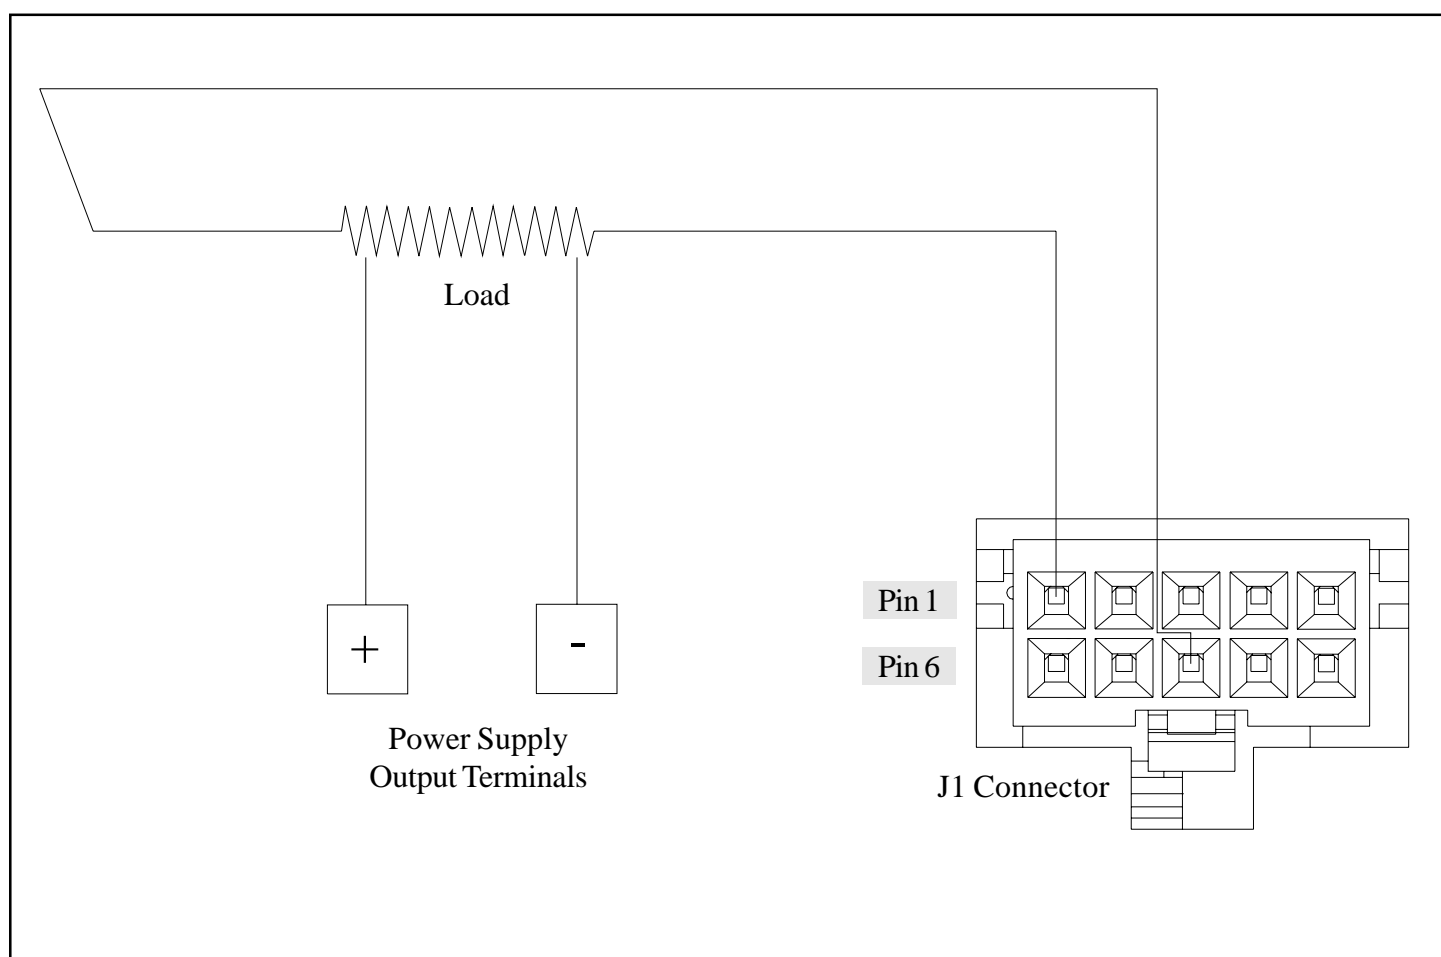 Load
Pin 1
+
-
Pin 6
Power Supply
Output Terminals
J1 Connector